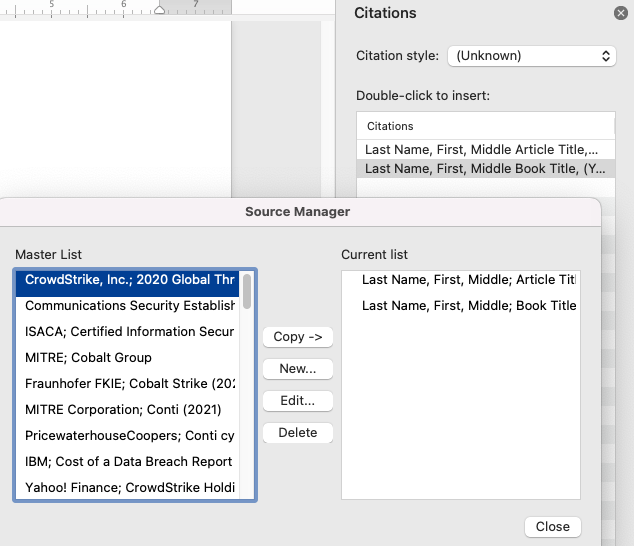 5 6 7
Citations
Citation style: (Unknown)
Double-click to insert:
Citations
Last Name, First, Middle Article Title,...
Last Name, First, Middle Book Title, (Y...
Source Manager
Master List
CrowdStrike, Inc.; 2020 Global Thr
Communications Security Establish
ISACA; Certified Information Secur
MITRE; Cobalt Group
Fraunhofer FKIE; Cobalt Strike (202
MITRE Corporation; Conti (2021)
PricewaterhouseCoopers; Conti cy
IBM; Cost of a Data Breach Report
Yahoo! Finance; CrowdStrike Holdi
Copy ->
New...
Edit...
Delete
Current list
Last Name, First, Middle; Article Titl
Last Name, First, Middle; Book Title
Close